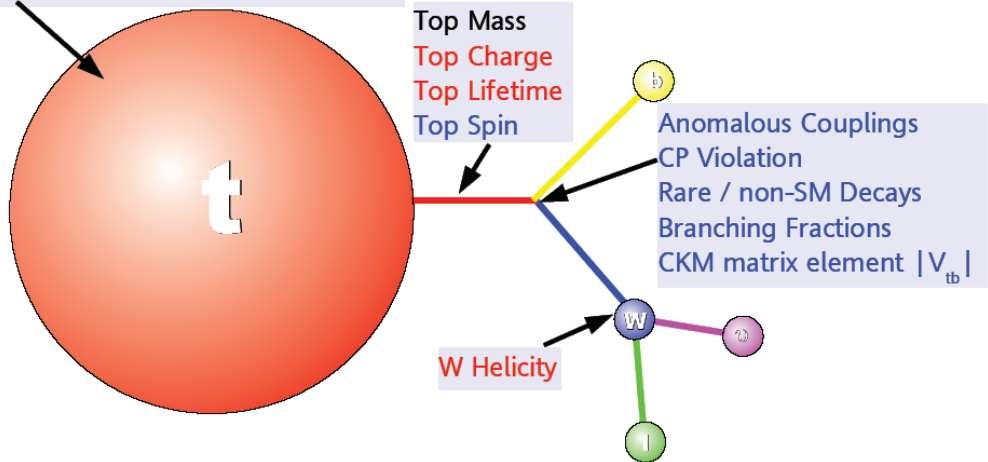 Top Mass
Top Charge
Top Lifetime
Top Spin
t
b
Anomalous Couplings
CP Violation
Rare / non-SM Decays
Branching Fractions
CKM matrix element |V_tb|
W
W Helicity
l